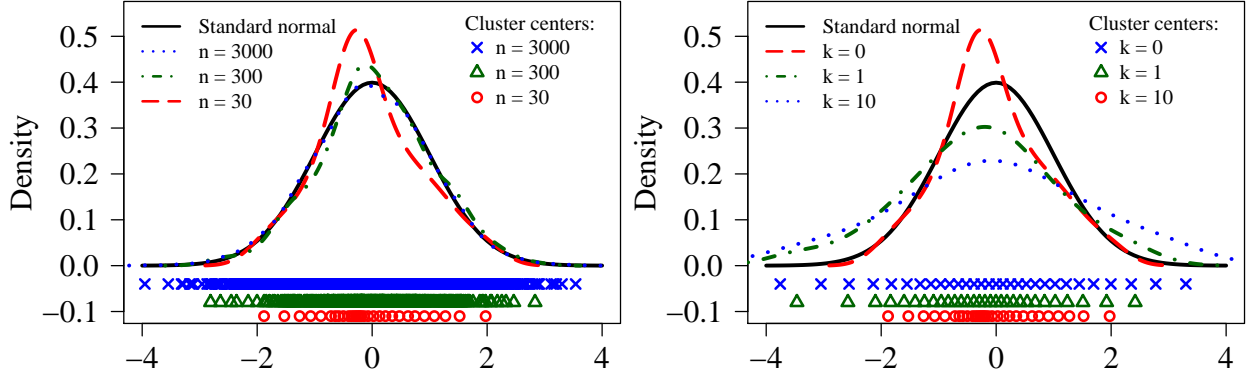 Standard normal
n = 3000
n = 300
n = 30
Cluster centers:
n = 3000
n = 300
n = 30
Density
0.5
0.4
0.3
0.2
0.1
0.0
−0.1
−4 −2 0 2 4
Standard normal
k = 0
k = 1
k = 10
Cluster centers:
k = 0
k = 1
k = 10
Density
0.5
0.4
0.3
0.2
0.1
0.0
−0.1
−4 −2 0 2 4